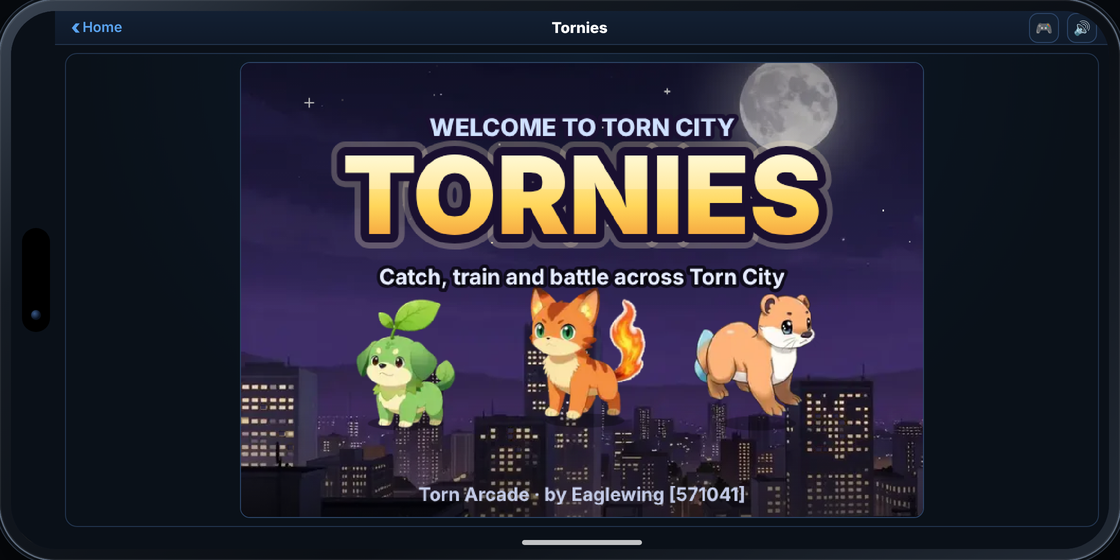 Home
Tornies
WELCOME TO TORN CITY
TORNIES
Catch, train and battle across Torn City
Torn Arcade · by Eaglewing [571041]